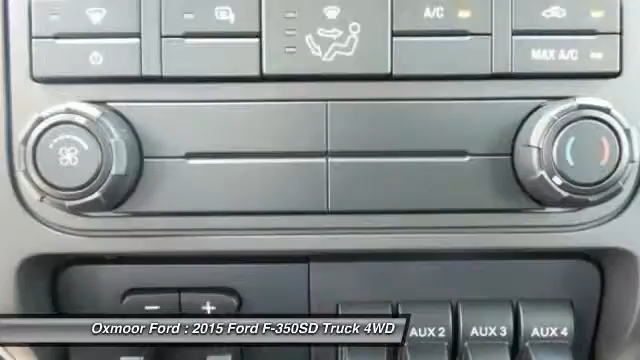 A/C
MAX A/C
- +
Oxmoor Ford : 2015 Ford F-350SD Truck 4WD
AUX 2 AUX 3 AUX 4